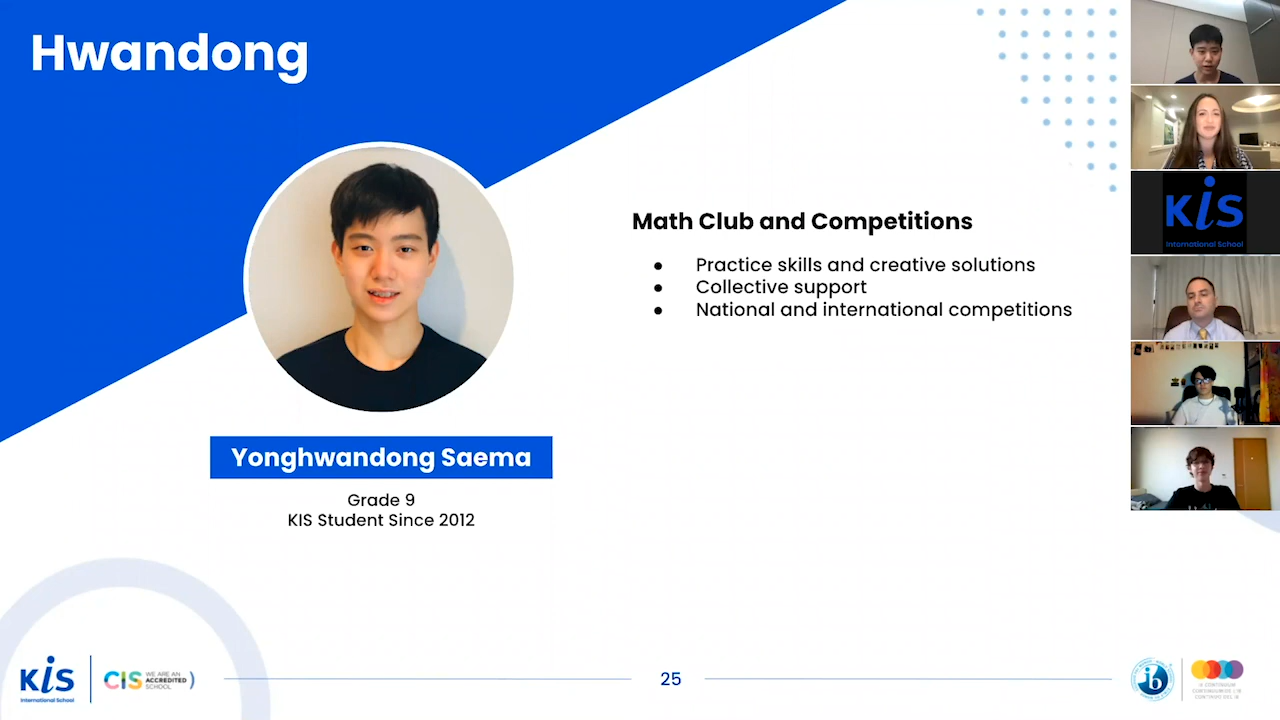 Hwandong
Math Club and Competitions
● Practice skills and creative solutions
● Collective support
● National and international competitions
Yonghwandong Saema
Grade 9
KIS Student Since 2012
KiS
International School
KiS
International School
CIS
WE ARE AN
ACCREDITED
SCHOOL
25
ib